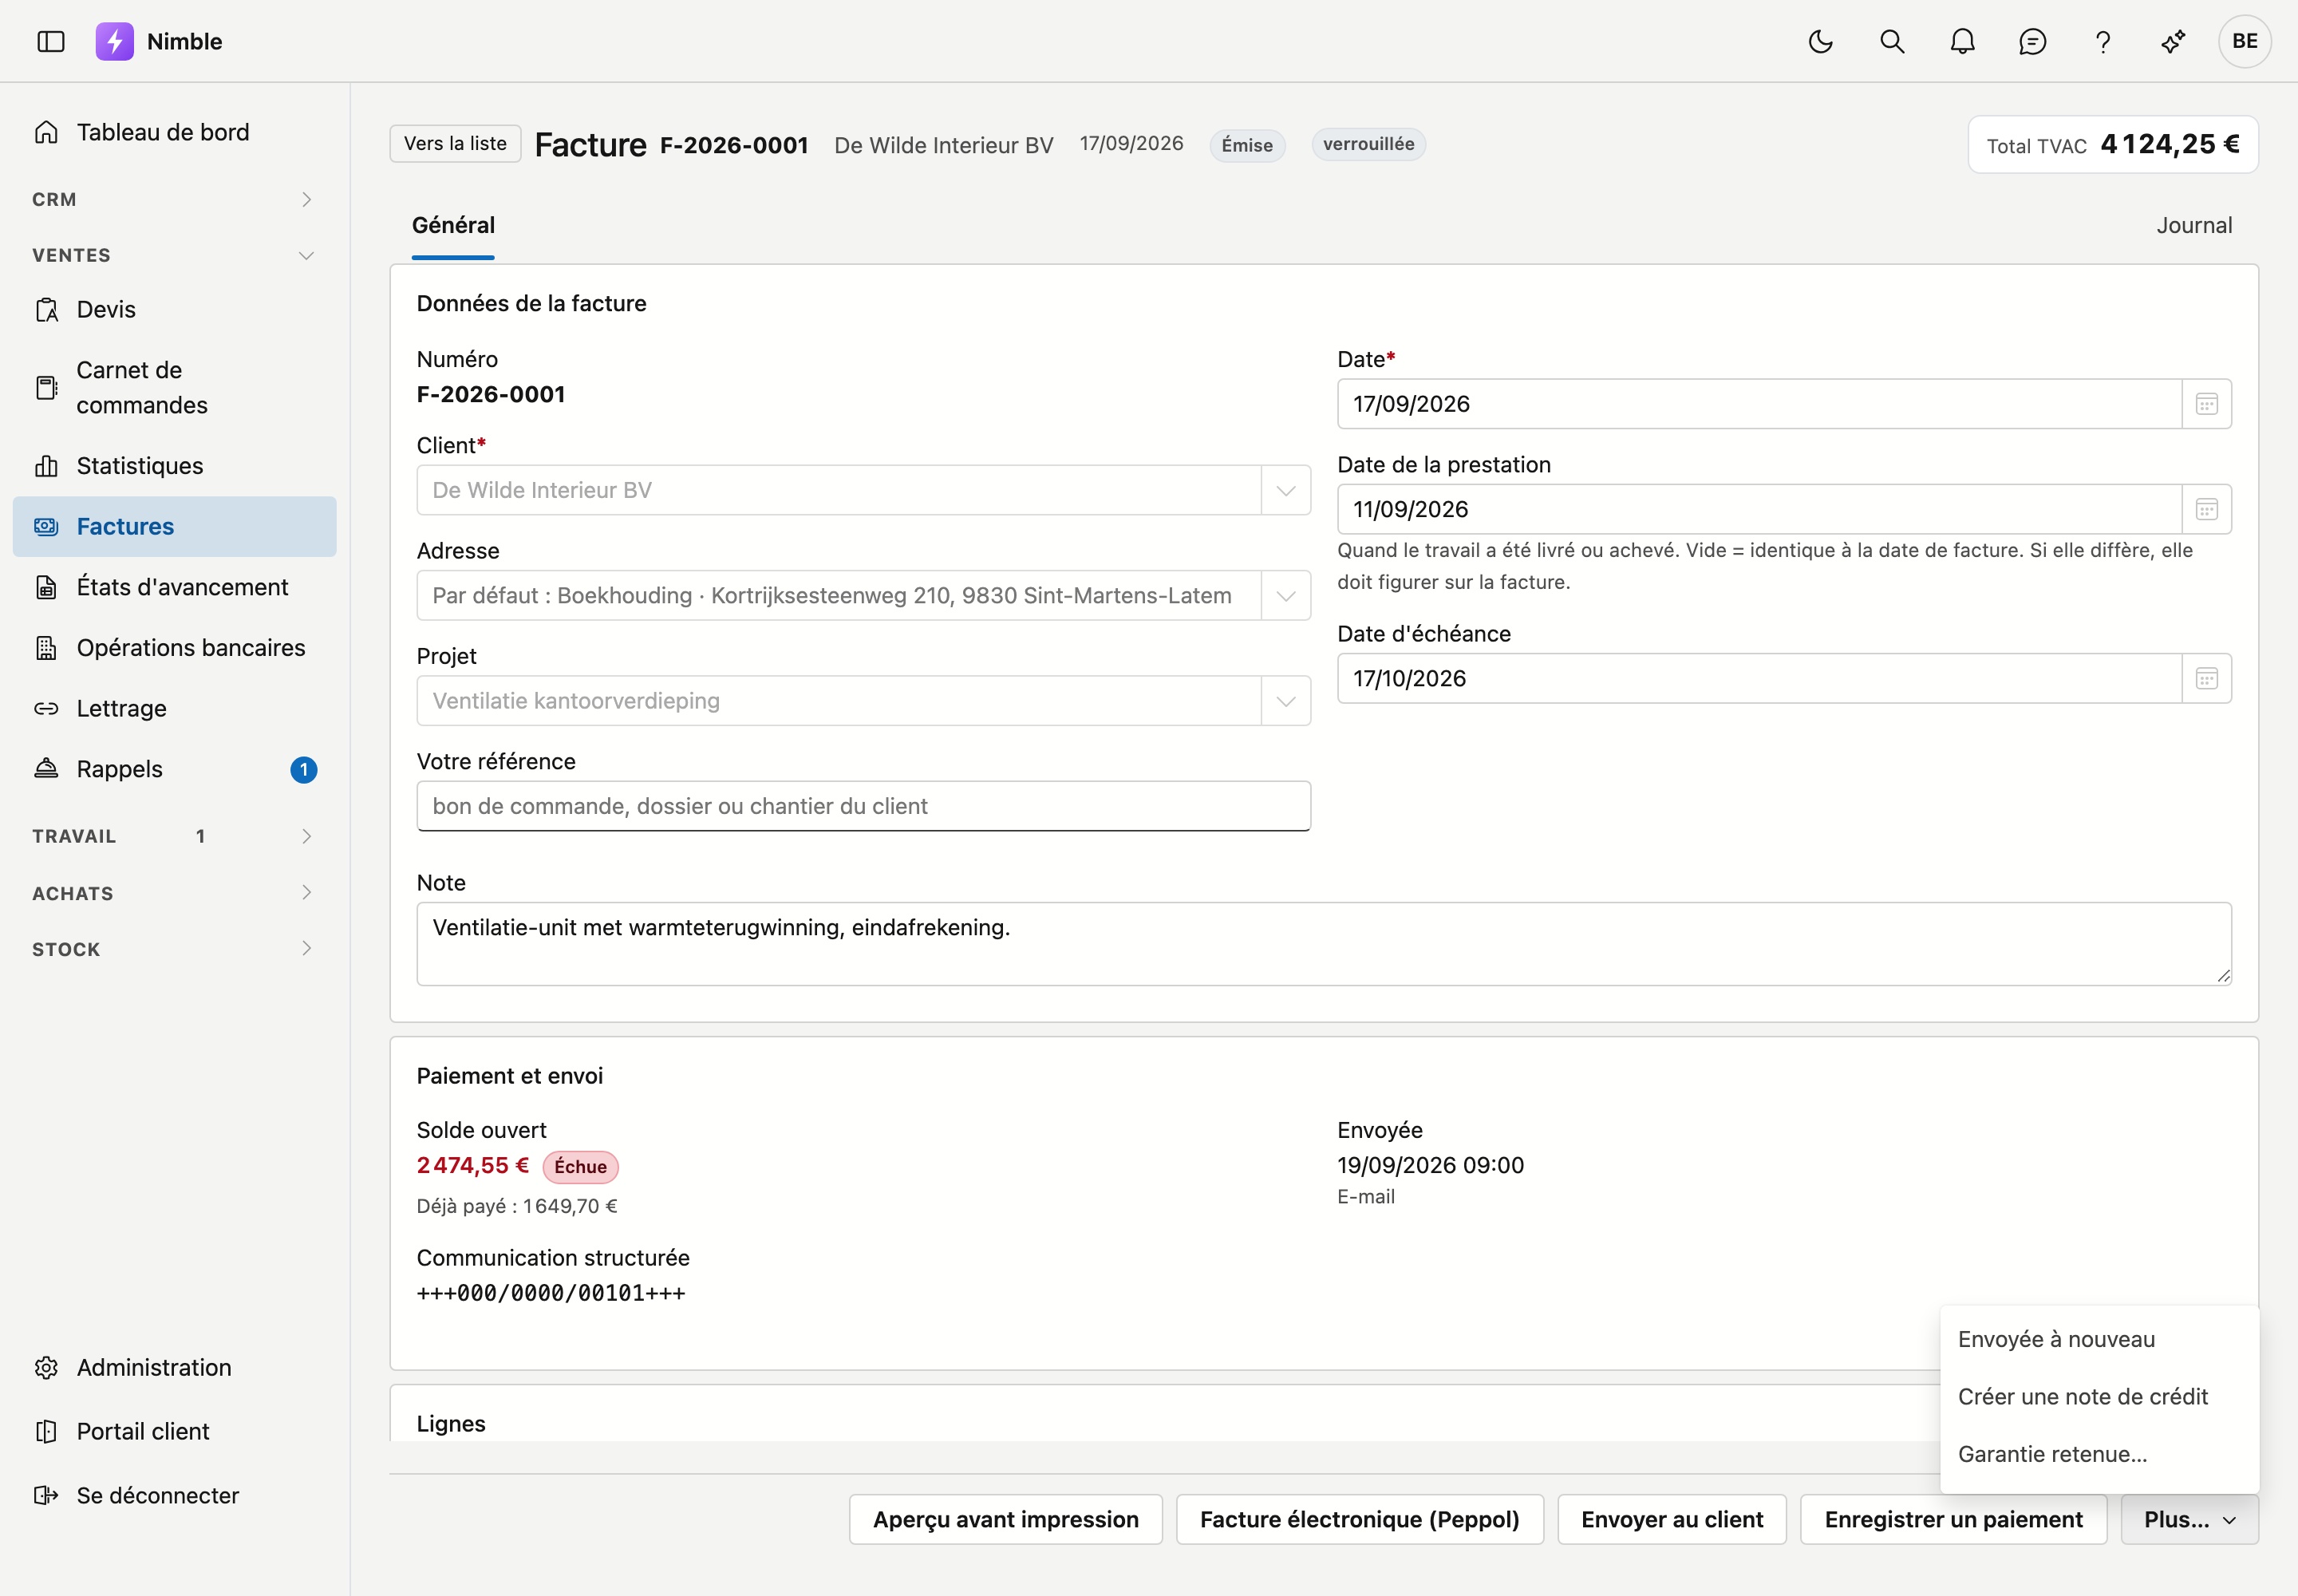 Nimble
BE
Tableau de bord
CRM
VENTES
Devis
Carnet de
commandes
Statistiques
Factures
États d'avancement
Opérations bancaires
Lettrage
Rappels 1
TRAVAIL 1
ACHATS
STOCK
Administration
Portail client
Se déconnecter
Vers la liste Facture F-2026-0001 De Wilde Interieur BV 17/09/2026 Émise verrouillée Total TVAC 4 124,25 €
Général Journal
Données de la facture
Numéro
F-2026-0001
Client*
De Wilde Interieur BV
Adresse
Par défaut : Boekhouding · Kortrijksesteenweg 210, 9830 Sint-Martens-Latem
Projet
Ventilatie kantoorverdieping
Votre référence
bon de commande, dossier ou chantier du client
Date*
17/09/2026
Date de la prestation
11/09/2026
Quand le travail a été livré ou achevé. Vide = identique à la date de facture. Si elle diffère, elle
doit figurer sur la facture.
Date d'échéance
17/10/2026
Note
Ventilatie-unit met warmteterugwinning, eindafrekening.
Paiement et envoi
Solde ouvert
2 474,55 € Échue
Déjà payé : 1 649,70 €
Communication structurée
+++000/0000/00101+++
Envoyée
19/09/2026 09:00
E-mail
Lignes
Envoyée à nouveau
Créer une note de crédit
Garantie retenue...
Aperçu avant impression Facture électronique (Peppol) Envoyer au client Enregistrer un paiement Plus...